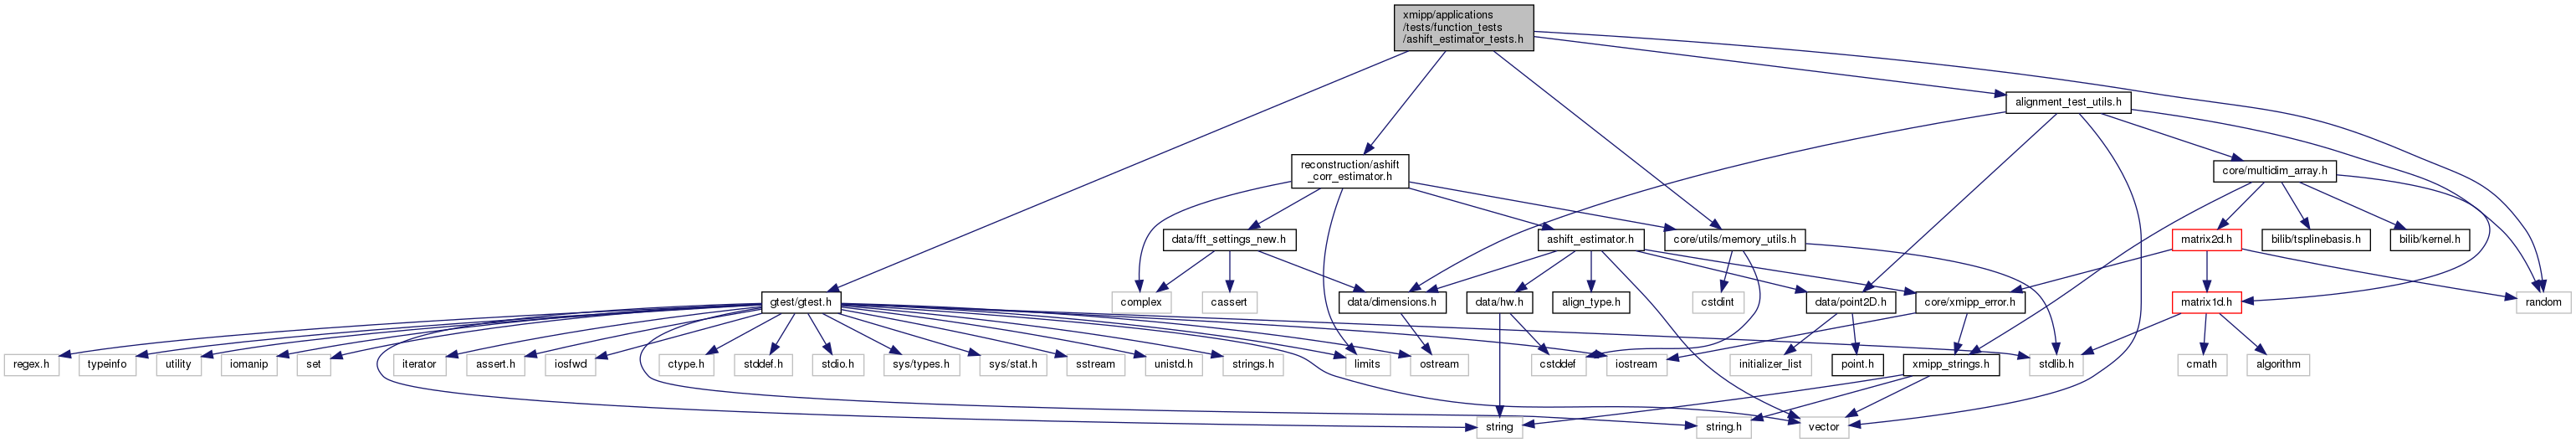 xmipp/applications
/tests/function_tests
/ashift_estimator_tests.h
alignment_test_utils.h
reconstruction/ashift
_corr_estimator.h
core/multidim_array.h
data/fft_settings_new.h
ashift_estimator.h
core/utils/memory_utils.h
matrix2d.h
bilib/tsplinebasis.h
bilib/kernel.h
gtest/gtest.h
complex
cassert
data/dimensions.h
data/hw.h
align_type.h
cstdint
data/point2D.h
core/xmipp_error.h
matrix1d.h
random
regex.h
typeinfo
utility
iomanip
set
iterator
assert.h
iosfwd
ctype.h
stddef.h
stdio.h
sys/types.h
sys/stat.h
sstream
unistd.h
strings.h
limits
ostream
cstddef
iostream
initializer_list
point.h
xmipp_strings.h
stdlib.h
cmath
algorithm
string
string.h
vector